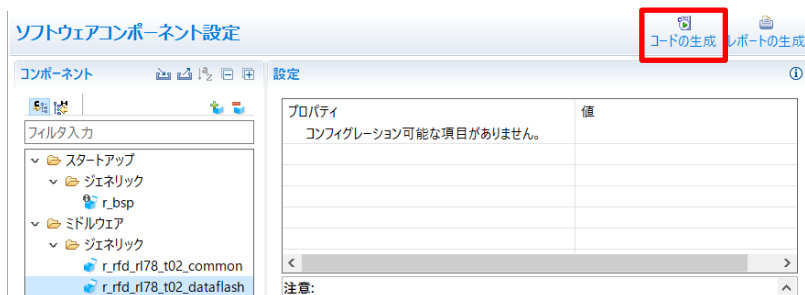 ソフトウェアコンポーネント設定
コードの生成 レポートの生成
コンポーネント
設定
フィルタ入力
スタートアップ
ジェネリック
r_bsp
ミドルウェア
ジェネリック
r_rfd_rl78_t02_common
r_rfd_rl78_t02_dataflash
プロパティ 値
コンフィグレーション可能な項目がありません。
注意: